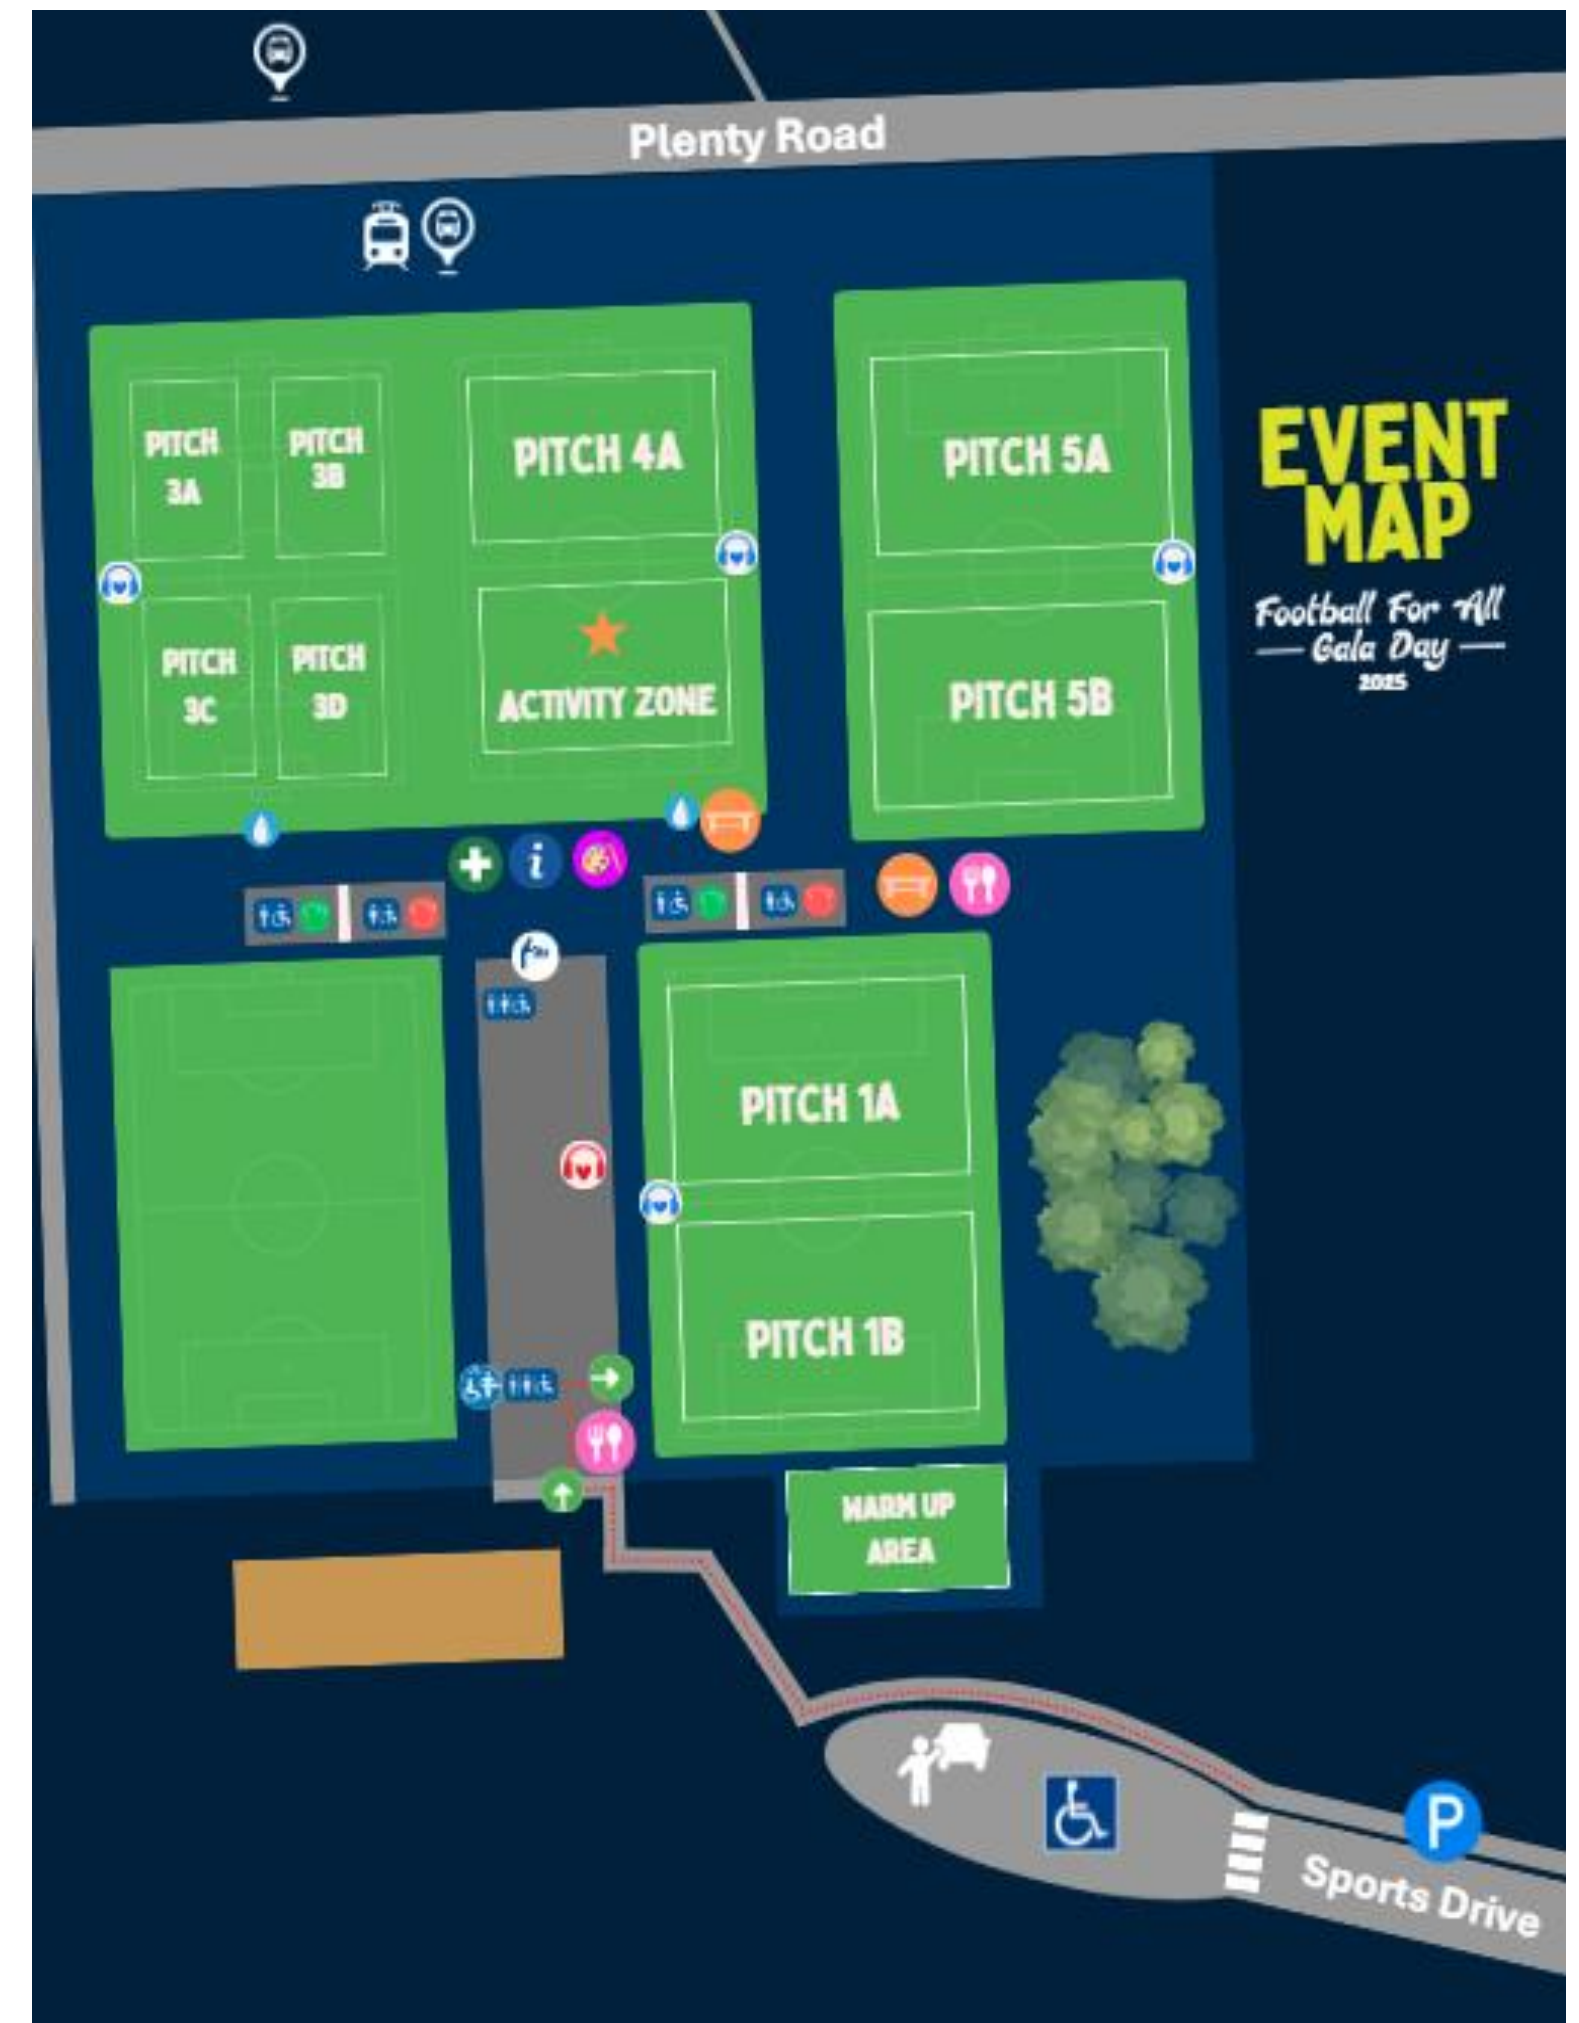 Plenty Road
PITCH
3A
PITCH
3B
PITCH 4A
PITCH 5A
EVENT
MAP
Football For All
Gala Day
2025
PITCH
3C
PITCH
3D
ACTIVITY ZONE
PITCH 5B
i
PITCH 1A
PITCH 1B
WARM UP
AREA
P
Sports Drive